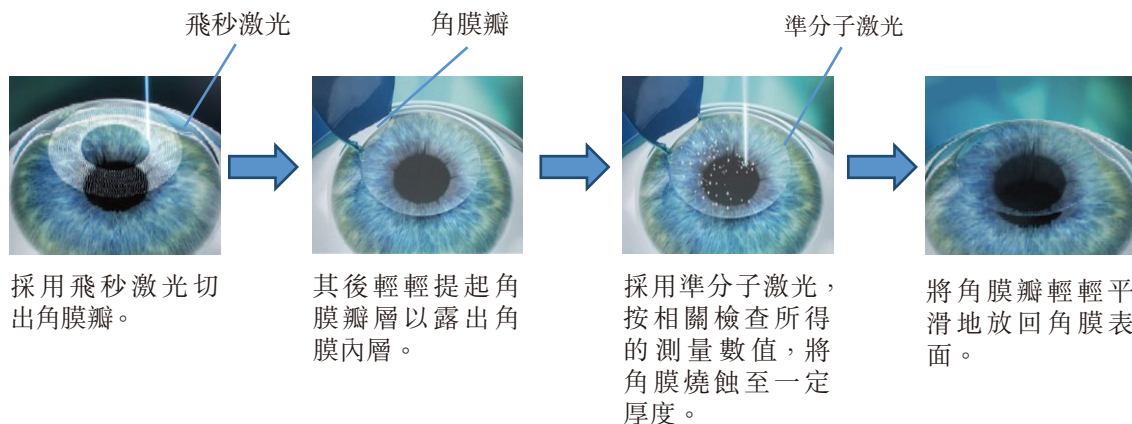 飛秒激光
角膜瓣
準分子激光
採用飛秒激光切
出角膜瓣。
其後輕輕提起角
膜瓣層以露出角
膜內層。
採用準分子激光，
按相關檢查所得
的測量數值，將
角膜燒蝕至一定
厚度。
將角膜瓣輕輕平
滑地放回角膜表
面。